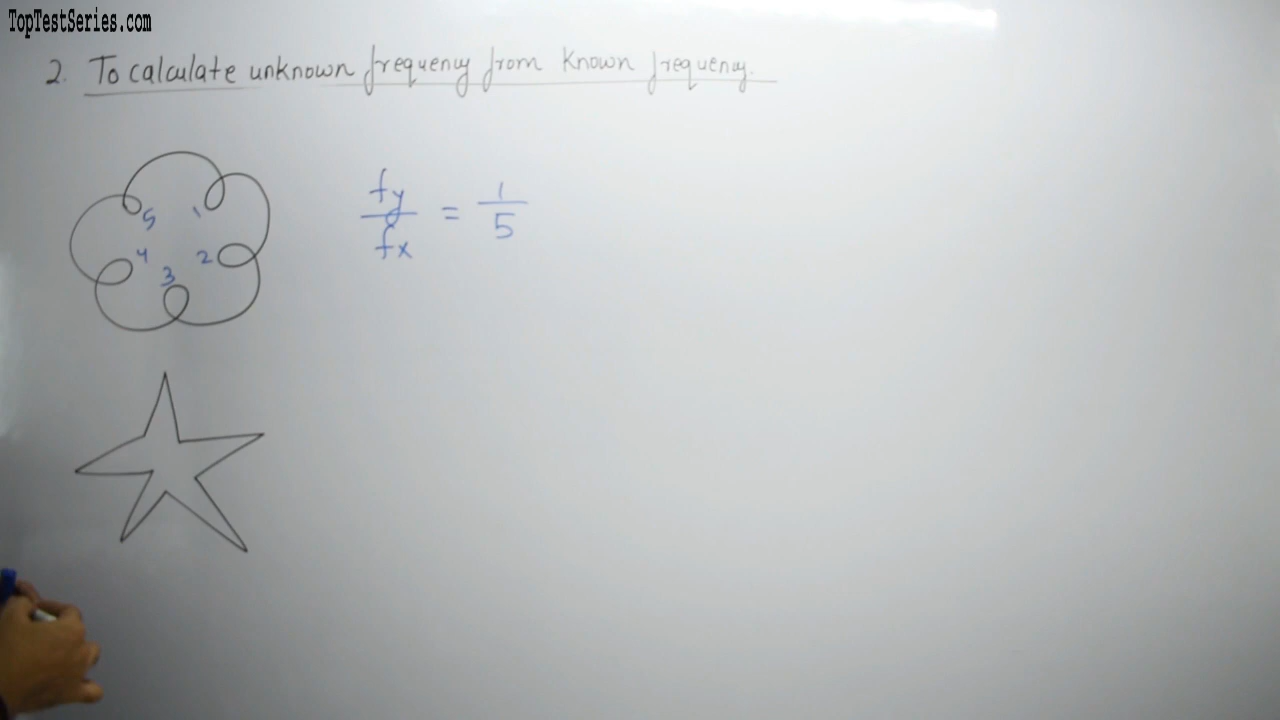 TopTestSeries.com
2. To calculate unknown frequency from known frequency.
5 1
4 2
3
fy/fx = 1/5